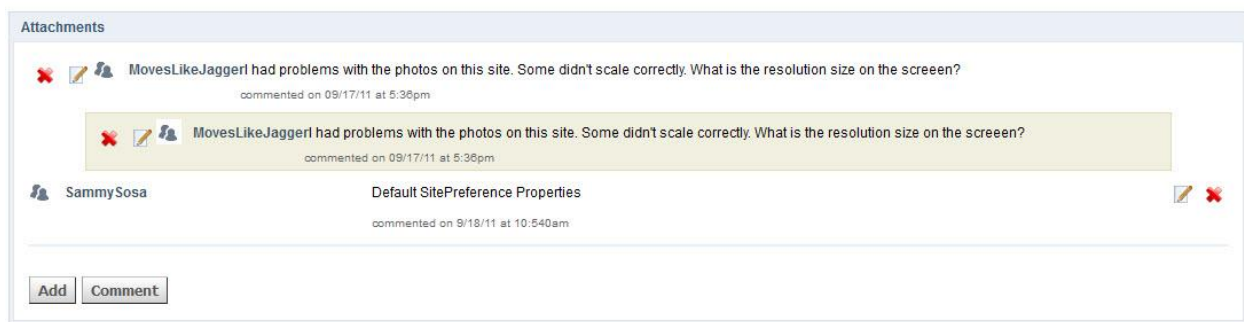 Attachments
MovesLikeJaggerI had problems with the photos on this site. Some didn't scale correctly. What is the resolution size on the screeen?
commented on 09/17/11 at 5:36pm
MovesLikeJaggerI had problems with the photos on this site. Some didn't scale correctly. What is the resolution size on the screeen?
commented on 09/17/11 at 5:36pm
SammySosa Default SitePreference Properties
commented on 9/18/11 at 10:540am
Add Comment